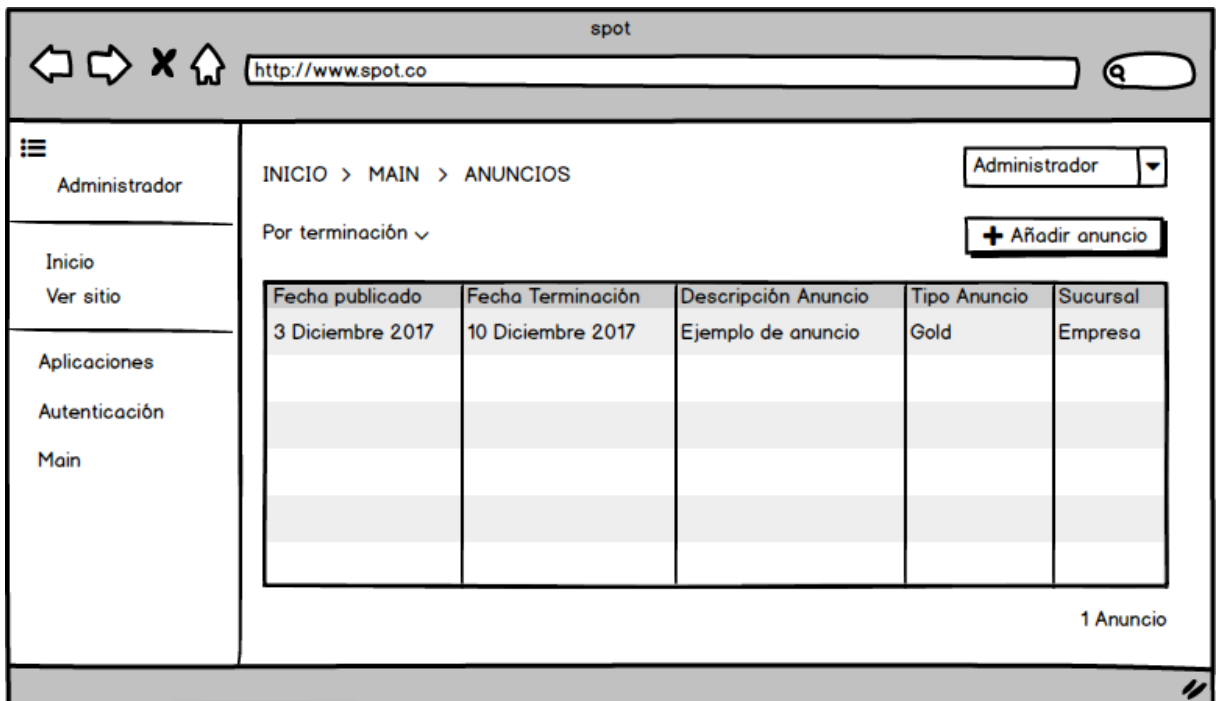 spot
http://www.spot.co
Administrador
Inicio
Ver sitio
Aplicaciones
Autenticación
Main
INICIO > MAIN > ANUNCIOS
Administrador
Por terminación
+ Añadir anuncio
Fecha publicado Fecha Terminación Descripción Anuncio Tipo Anuncio Sucursal
3 Diciembre 2017 10 Diciembre 2017 Ejemplo de anuncio Gold Empresa
1 Anuncio